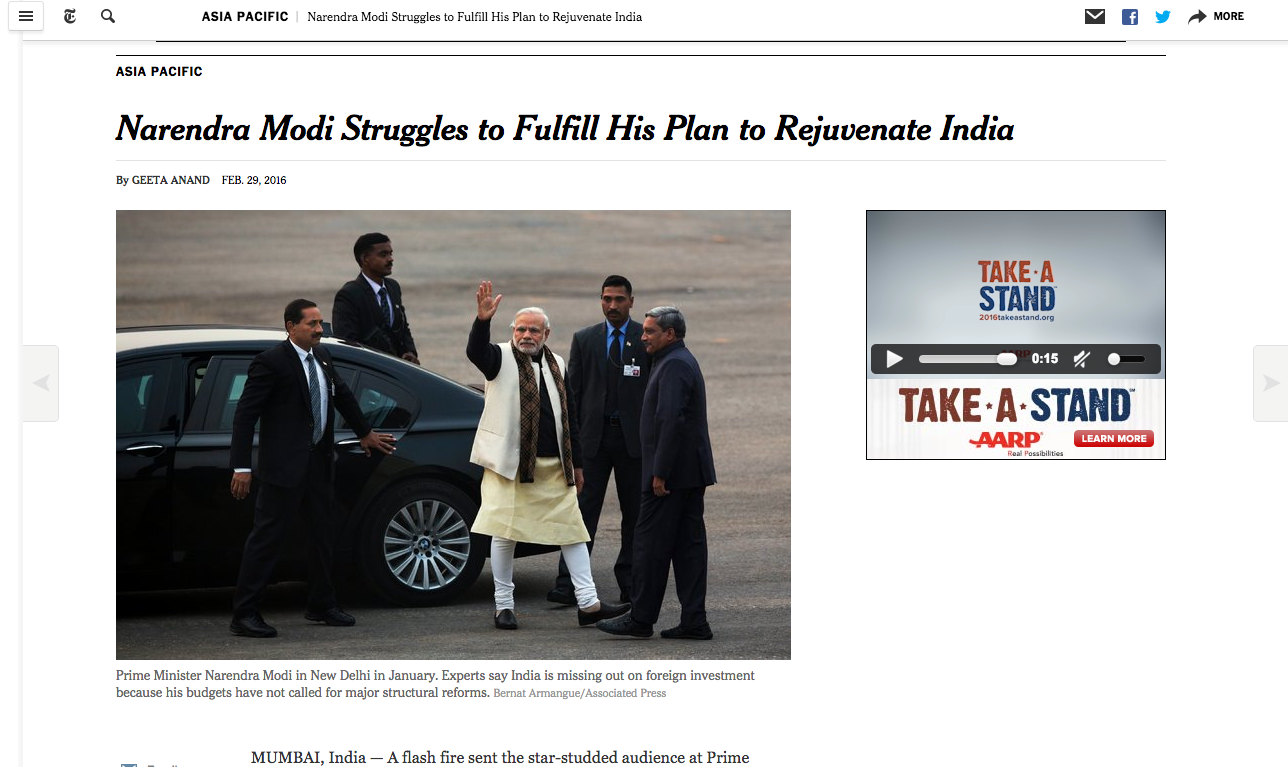 ASIA PACIFIC | Narendra Modi Struggles to Fulfill His Plan to Rejuvenate India
MORE
ASIA PACIFIC
Narendra Modi Struggles to Fulfill His Plan to Rejuvenate India
By GEETA ANAND FEB. 29, 2016
TAKE·A
STAND
2016takeastand.org
0:15
TAKE·A·STAND℠
AARP®
LEARN MORE
Real Possibilities
Prime Minister Narendra Modi in New Delhi in January. Experts say India is missing out on foreign investment
because his budgets have not called for major structural reforms. Bernat Armangue/Associated Press
MUMBAI, India — A flash fire sent the star-studded audience at Prime